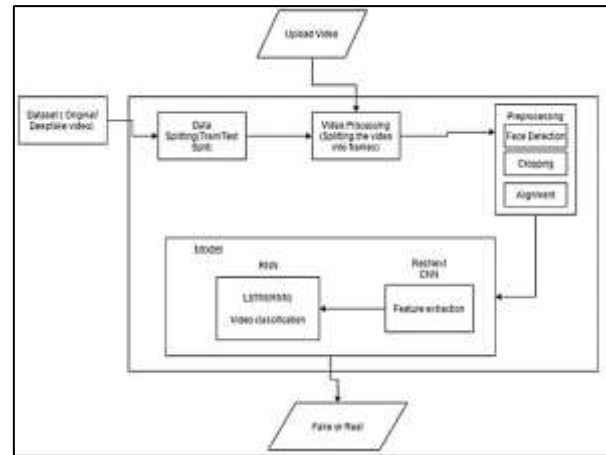 Upload Video
Dataset ( Original/
Deepfake video)
Data
Splitting(Train/Test
Split)
Video Processing
(Splitting the video
into frames)
Preprocessing
Face Detection
Cropping
Alignment
Model
RNN
LSTM(RNN)
Video classification
ResNext
CNN
Feature extraction
Fake or Real